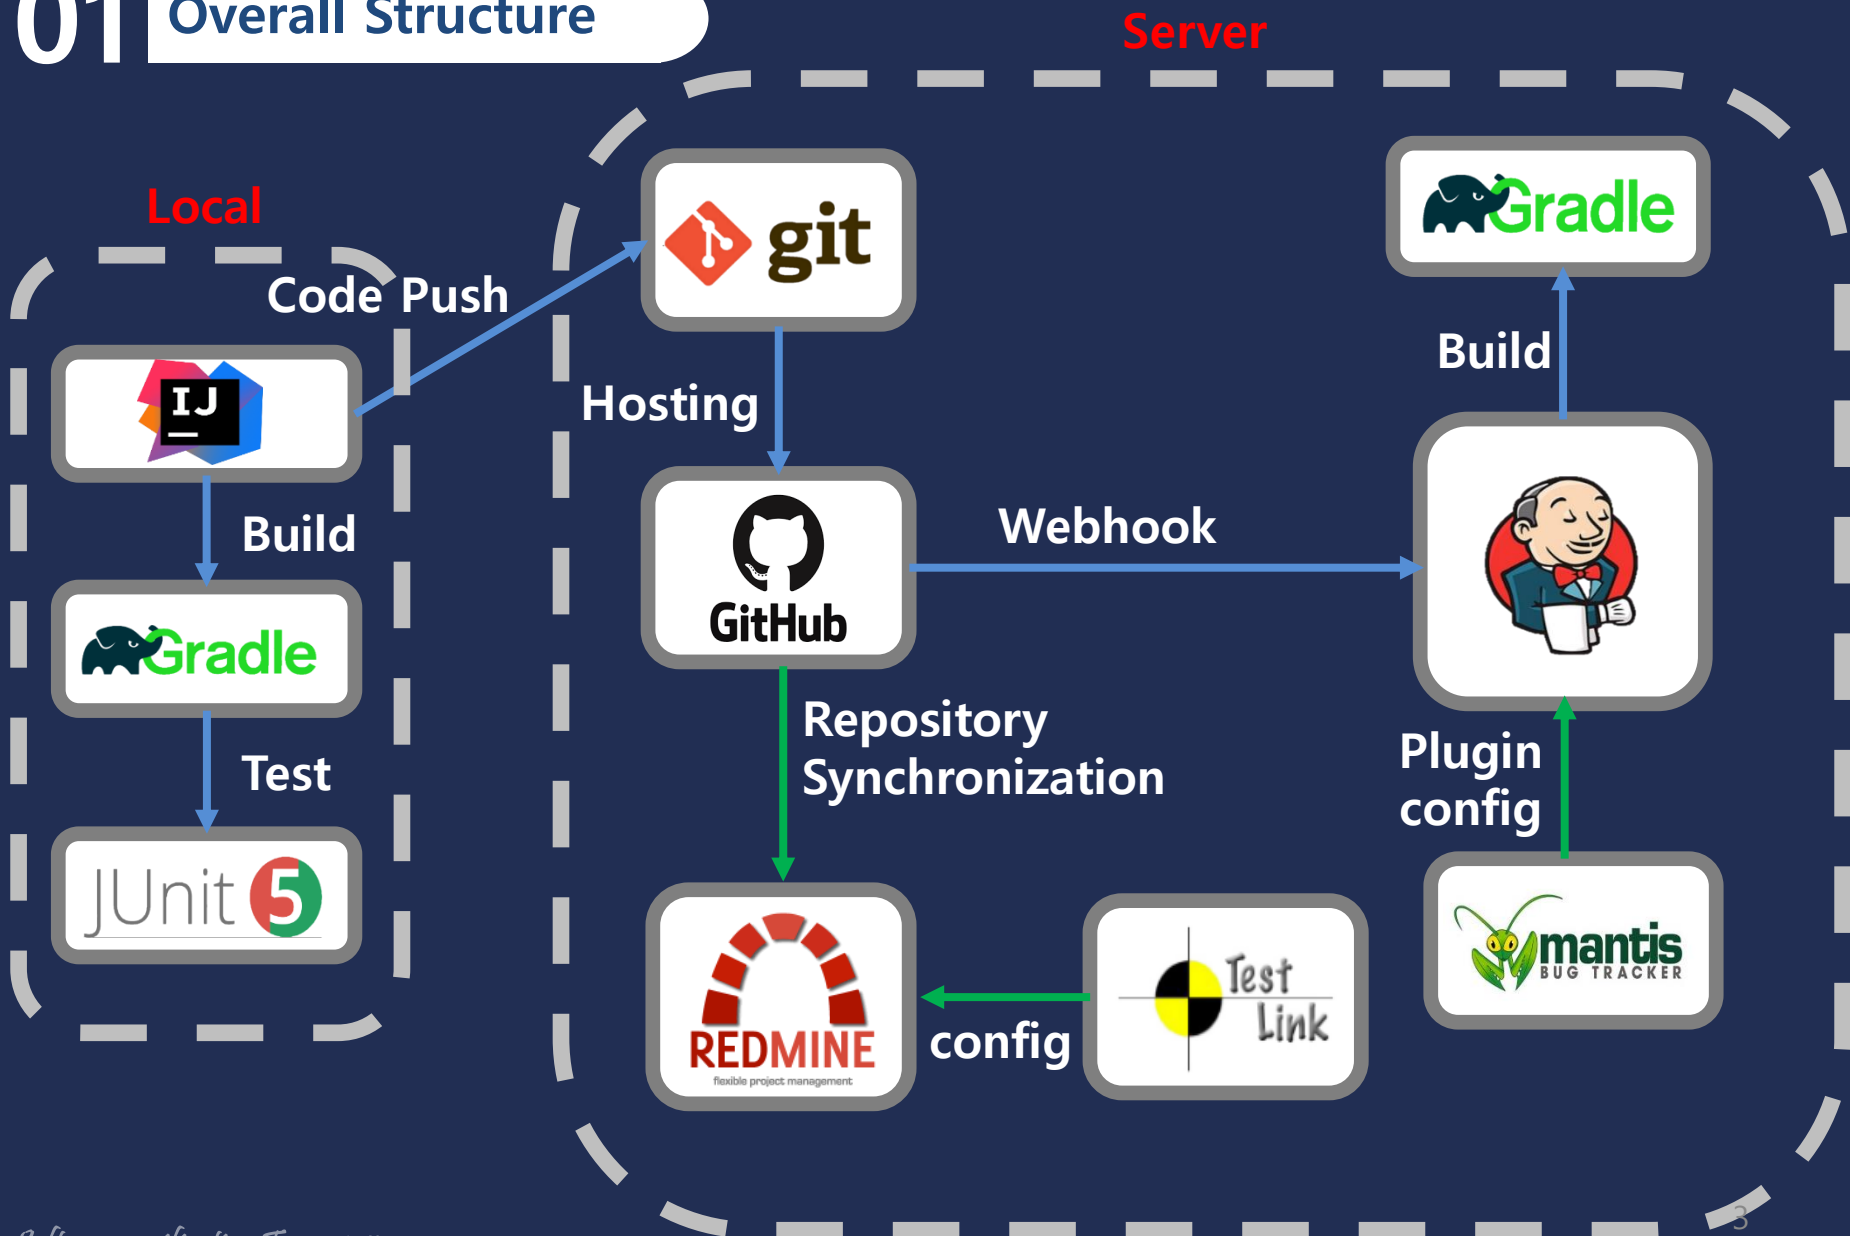 01 Overall Structure
Server
Local
Code Push
git
Gradle
IJ
Hosting
Build
Build
GitHub
Webhook
Gradle
Test
Repository
Synchronization
Plugin
config
JUnit 5
REDMINE
flexible project management
config
Test
Link
mantis
BUG TRACKER
3